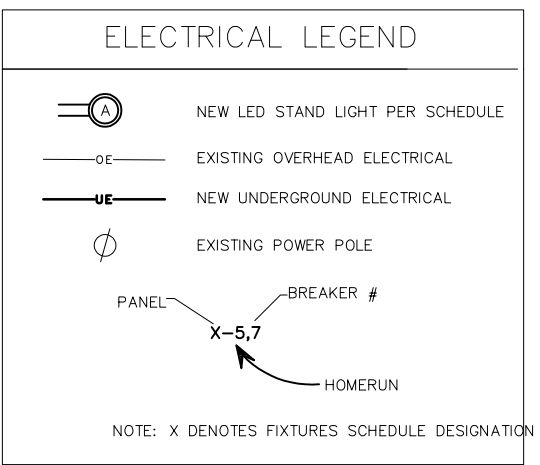 ELECTRICAL LEGEND
A NEW LED STAND LIGHT PER SCHEDULE
OE EXISTING OVERHEAD ELECTRICAL
UE NEW UNDERGROUND ELECTRICAL
EXISTING POWER POLE
PANEL BREAKER #
X-5,7
HOMERUN
NOTE: X DENOTES FIXTURES SCHEDULE DESIGNATION